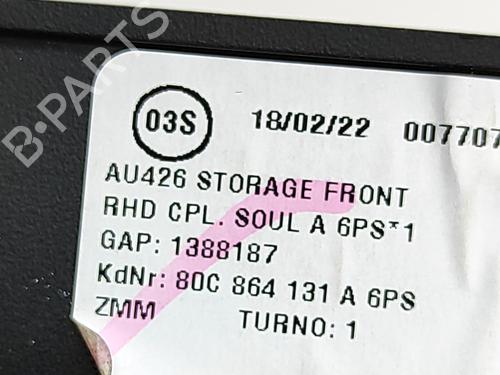 B-PARTS
03S 18/02/22 007707
AU426 STORAGE FRONT
RHD CPL. SOUL A 6PS*1
GAP: 1388187
KdNr: 80C 864 131 A 6PS
ZMM TURNO: 1